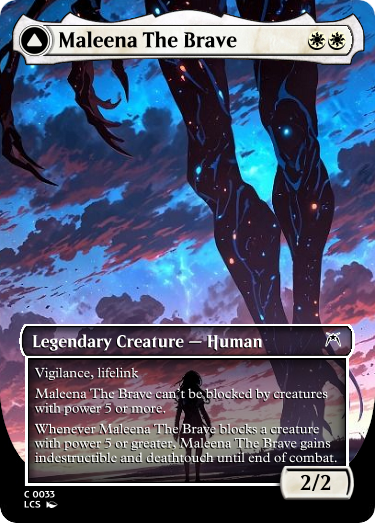 Maleena The Brave
Legendary Creature — Human
Vigilance, lifelink
Maleena The Brave can't be blocked by creatures
with power 5 or more.
Whenever Maleena The Brave blocks a creature
with power 5 or greater, Maleena The Brave gains
indestructible and deathtouch until end of combat.
2/2
C 0033
LCS